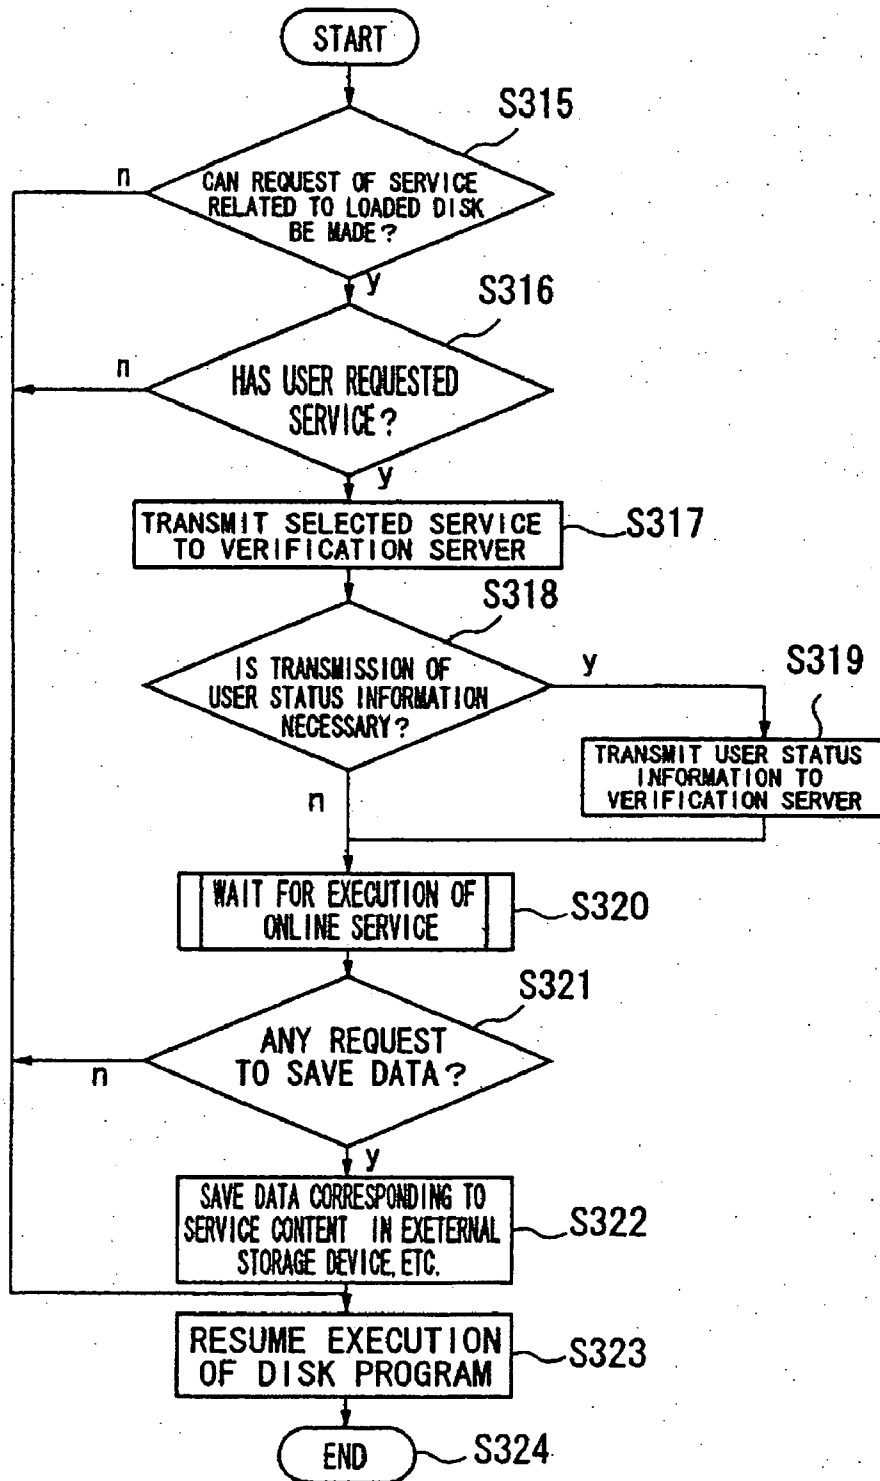 START
S315
n
CAN REQUEST OF SERVICE
RELATED TO LOADED DISK
BE MADE?
y
S316
n
HAS USER REQUESTED
SERVICE?
y
TRANSMIT SELECTED SERVICE
TO VERIFICATION SERVER
S317
S318
IS TRANSMISSION OF
USER STATUS INFORMATION
NECESSARY?
y
S319
TRANSMIT USER STATUS
INFORMATION TO
VERIFICATION SERVER
n
WAIT FOR EXECUTION OF
ONLINE SERVICE
S320
S321
ANY REQUEST
TO SAVE DATA?
n
y
SAVE DATA CORRESPONDING TO
SERVICE CONTENT IN EXETERNAL
STORAGE DEVICE, ETC.
S322
RESUME EXECUTION
OF DISK PROGRAM
S323
END
S324